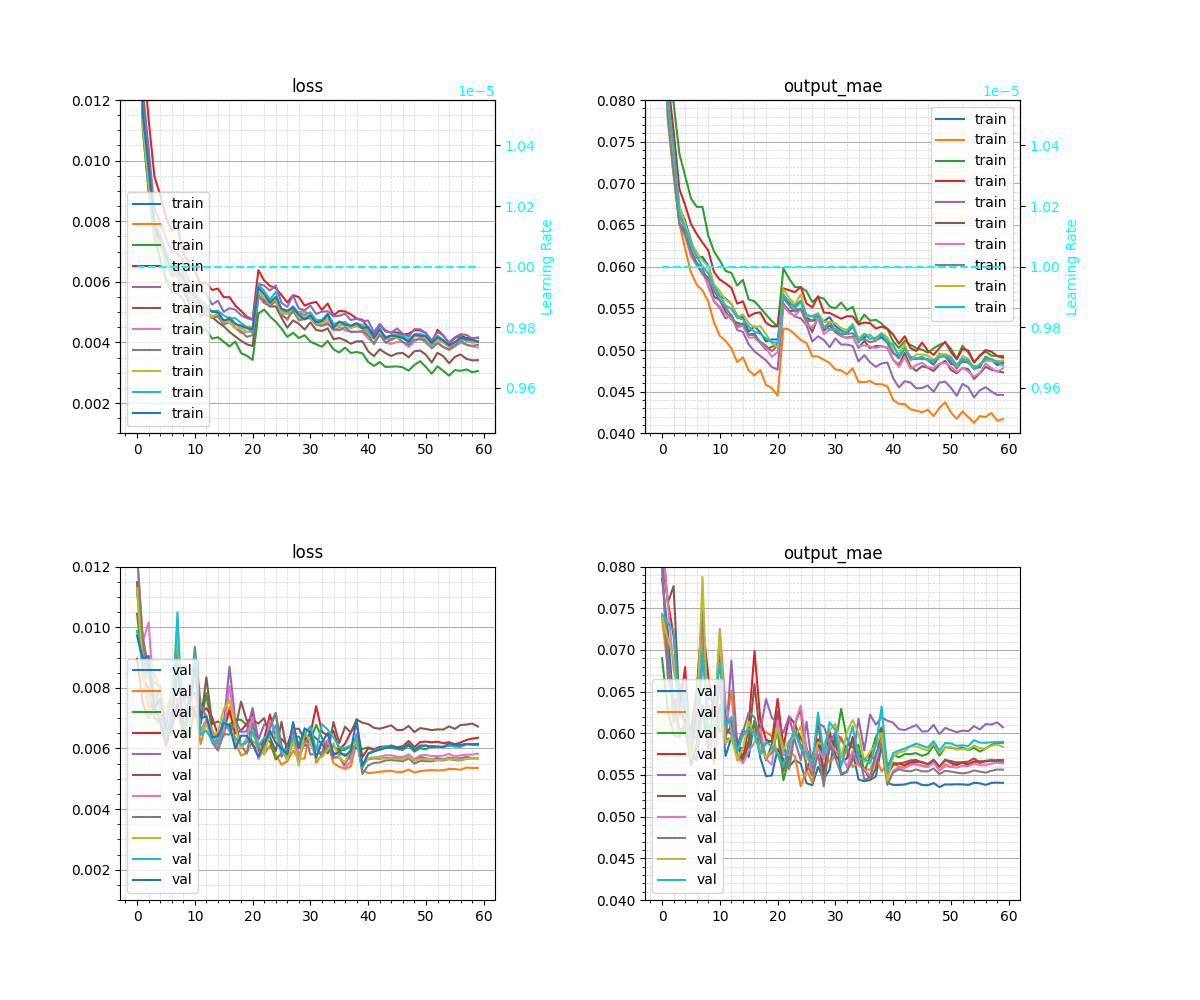 loss
1e−5
0.012
0.010
0.008
0.006
0.004
0.002
train
train
train
train
train
train
train
train
train
train
train
1.04
1.02
1.00
0.98
0.96
Learning Rate
0 10 20 30 40 50 60
output_mae
1e−5
0.080
0.075
0.070
0.065
0.060
0.055
0.050
0.045
0.040
train
train
train
train
train
train
train
train
train
train
1.04
1.02
1.00
0.98
0.96
Learning Rate
0 10 20 30 40 50 60
loss
0.012
0.010
0.008
0.006
0.004
0.002
val
val
val
val
val
val
val
val
val
val
val
0 10 20 30 40 50 60
output_mae
0.080
0.075
0.070
0.065
0.060
0.055
0.050
0.045
0.040
val
val
val
val
val
val
val
val
val
val
0 10 20 30 40 50 60